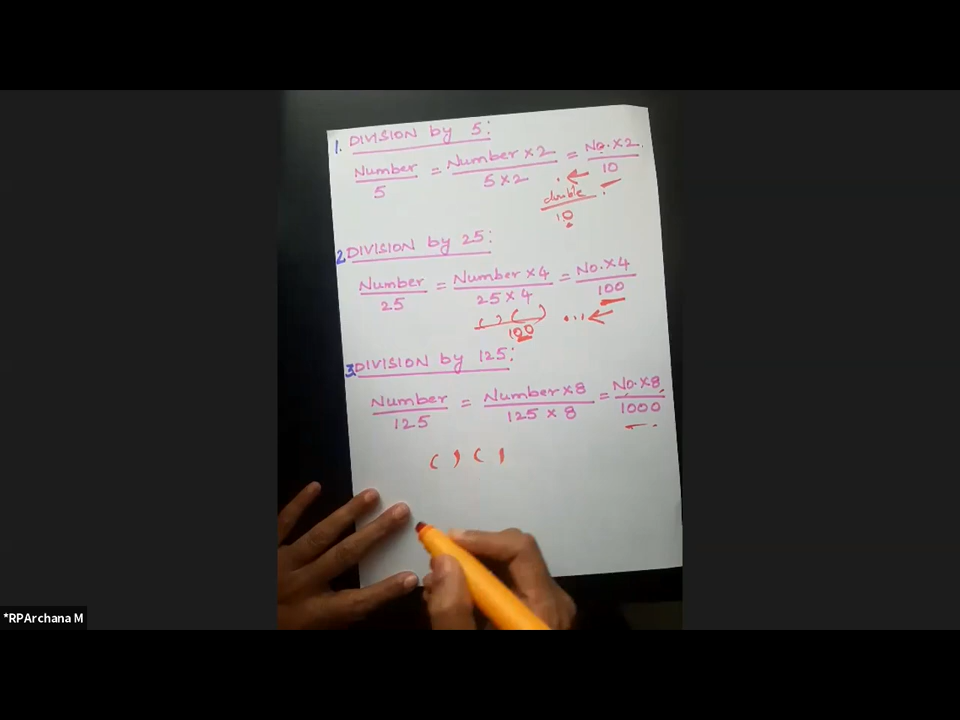 1. DIVISION by 5:
Number/5 = Number × 2/5 × 2 = No. × 2/10
double/10
2. DIVISION by 25:
Number/25 = Number × 4/25 × 4 = No. × 4/100
( ) ( )/100
3. DIVISION by 125:
Number/125 = Number × 8/125 × 8 = No. × 8/1000
( ) ( )
*RPArchana M